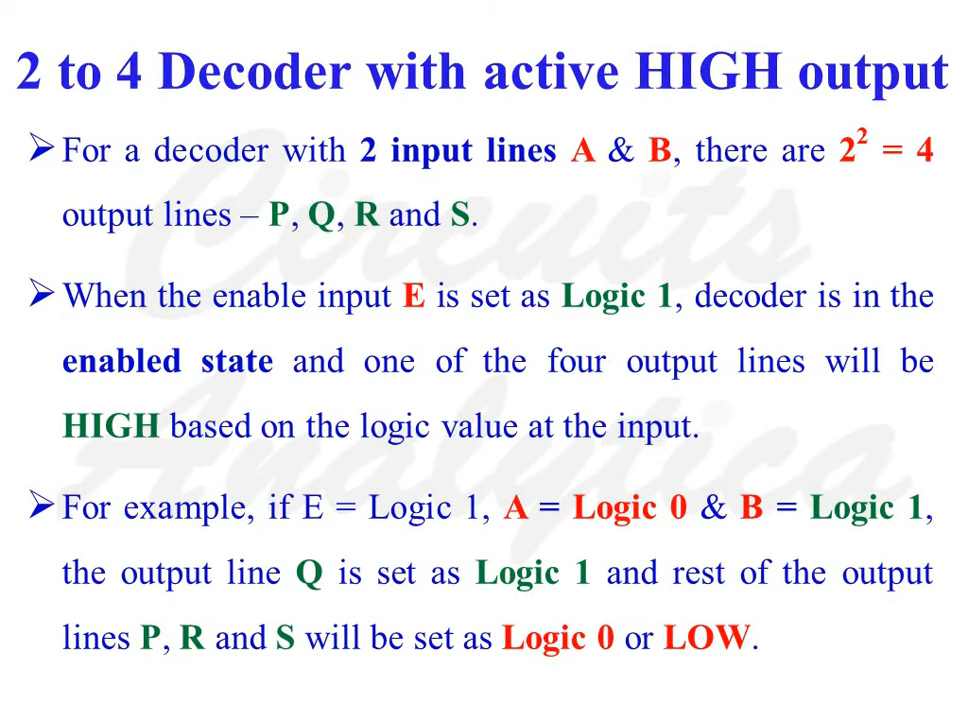 2 to 4 Decoder with active HIGH output
➢ For a decoder with 2 input lines A & B, there are 2² = 4
output lines – P, Q, R and S.
➢ When the enable input E is set as Logic 1, decoder is in the
enabled state and one of the four output lines will be
HIGH based on the logic value at the input.
➢ For example, if E = Logic 1, A = Logic 0 & B = Logic 1,
the output line Q is set as Logic 1 and rest of the output
lines P, R and S will be set as Logic 0 or LOW.
Circuits
Analytica